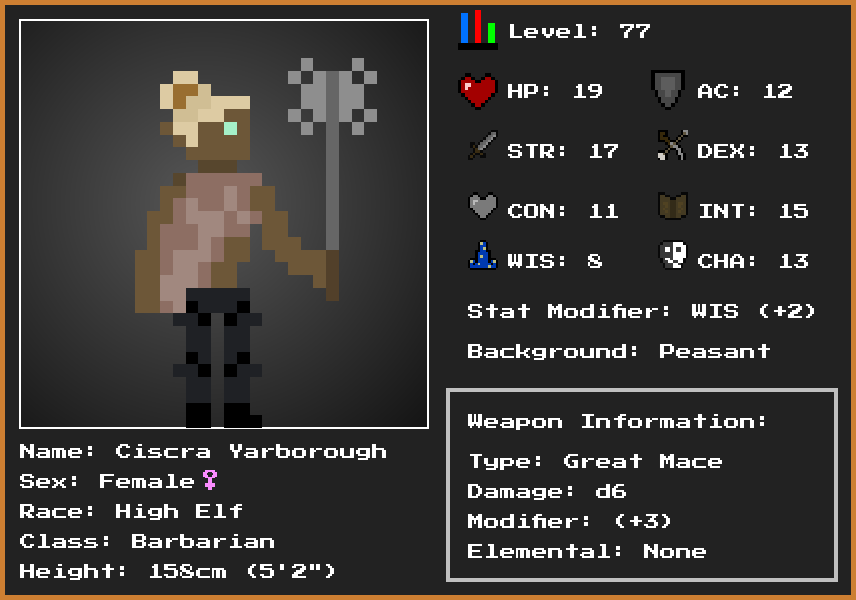 Level: 77
HP: 19
AC: 12
STR: 17
DEX: 13
CON: 11
INT: 15
WIS: 8
CHA: 13
Stat Modifier: WIS (+2)
Background: Peasant
Weapon Information:
Type: Great Mace
Damage: d6
Modifier: (+3)
Elemental: None
Name: Ciscra Yarborough
Sex: Female♀
Race: High Elf
Class: Barbarian
Height: 158cm (5'2")